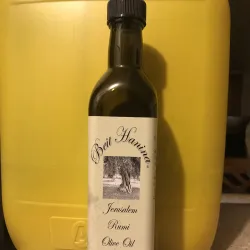 Beit Hanina
Jerusalem
Rumi
Olive Oil